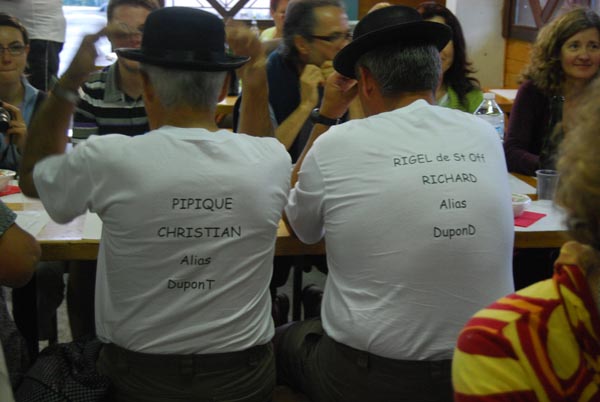 PIPIQUE
CHRISTIAN
Alias
DuponT
RIGEL de St Off
RICHARD
Alias
DuponD